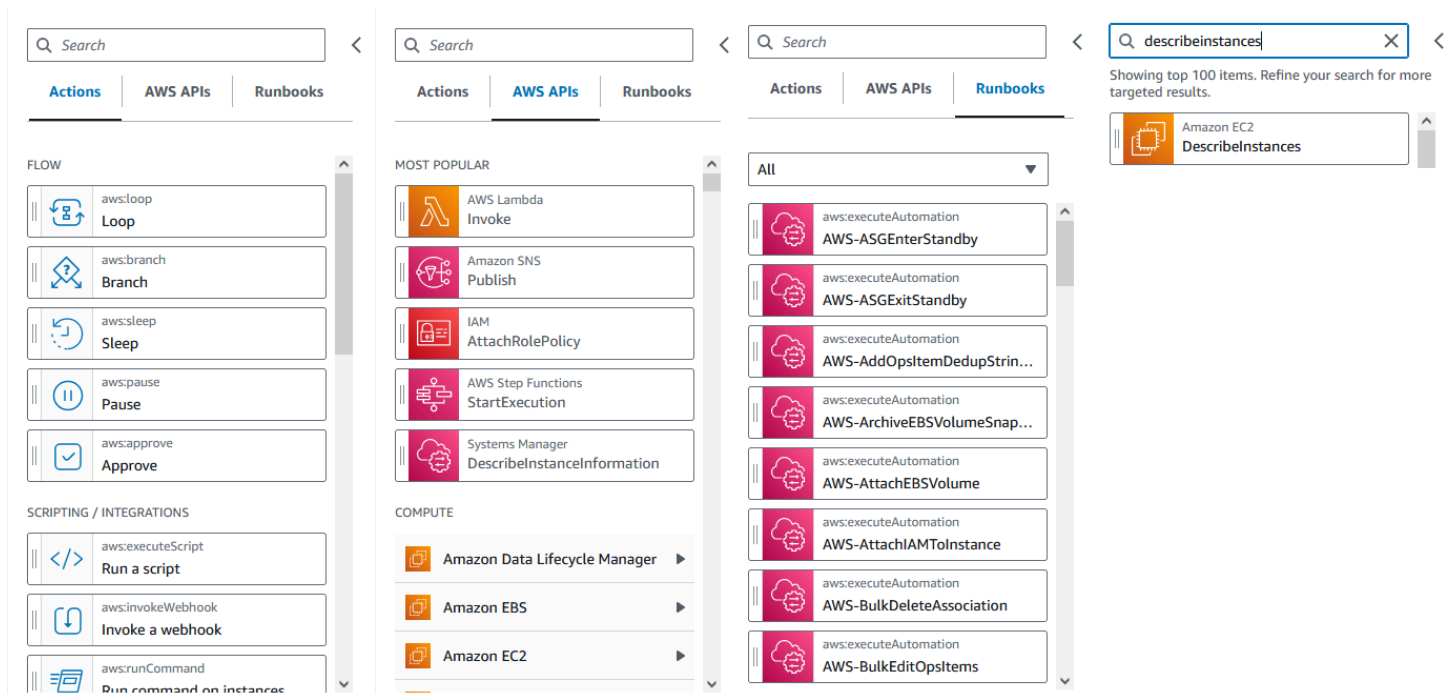 Search
Actions
AWS APIs
Runbooks
FLOW
aws:loop
Loop
aws:branch
Branch
aws:sleep
Sleep
aws:pause
Pause
aws:approve
Approve
SCRIPTING / INTEGRATIONS
aws:executeScript
Run a script
aws:invokeWebhook
Invoke a webhook
aws:runCommand
Run command on instances
Search
Actions
AWS APIs
Runbooks
MOST POPULAR
AWS Lambda
Invoke
Amazon SNS
Publish
IAM
AttachRolePolicy
AWS Step Functions
StartExecution
Systems Manager
DescribeInstanceInformation
COMPUTE
Amazon Data Lifecycle Manager
Amazon EBS
Amazon EC2
Search
Actions
AWS APIs
Runbooks
All
aws:executeAutomation
AWS-ASGEnterStandby
aws:executeAutomation
AWS-ASGExitStandby
aws:executeAutomation
AWS-AddOpsItemDedupStrin...
aws:executeAutomation
AWS-ArchiveEBSVolumeSnap...
aws:executeAutomation
AWS-AttachEBSVolume
aws:executeAutomation
AWS-AttachIAMToInstance
aws:executeAutomation
AWS-BulkDeleteAssociation
aws:executeAutomation
AWS-BulkEditOpsItems
describeinstances
Showing top 100 items. Refine your search for more
targeted results.
Amazon EC2
DescribeInstances